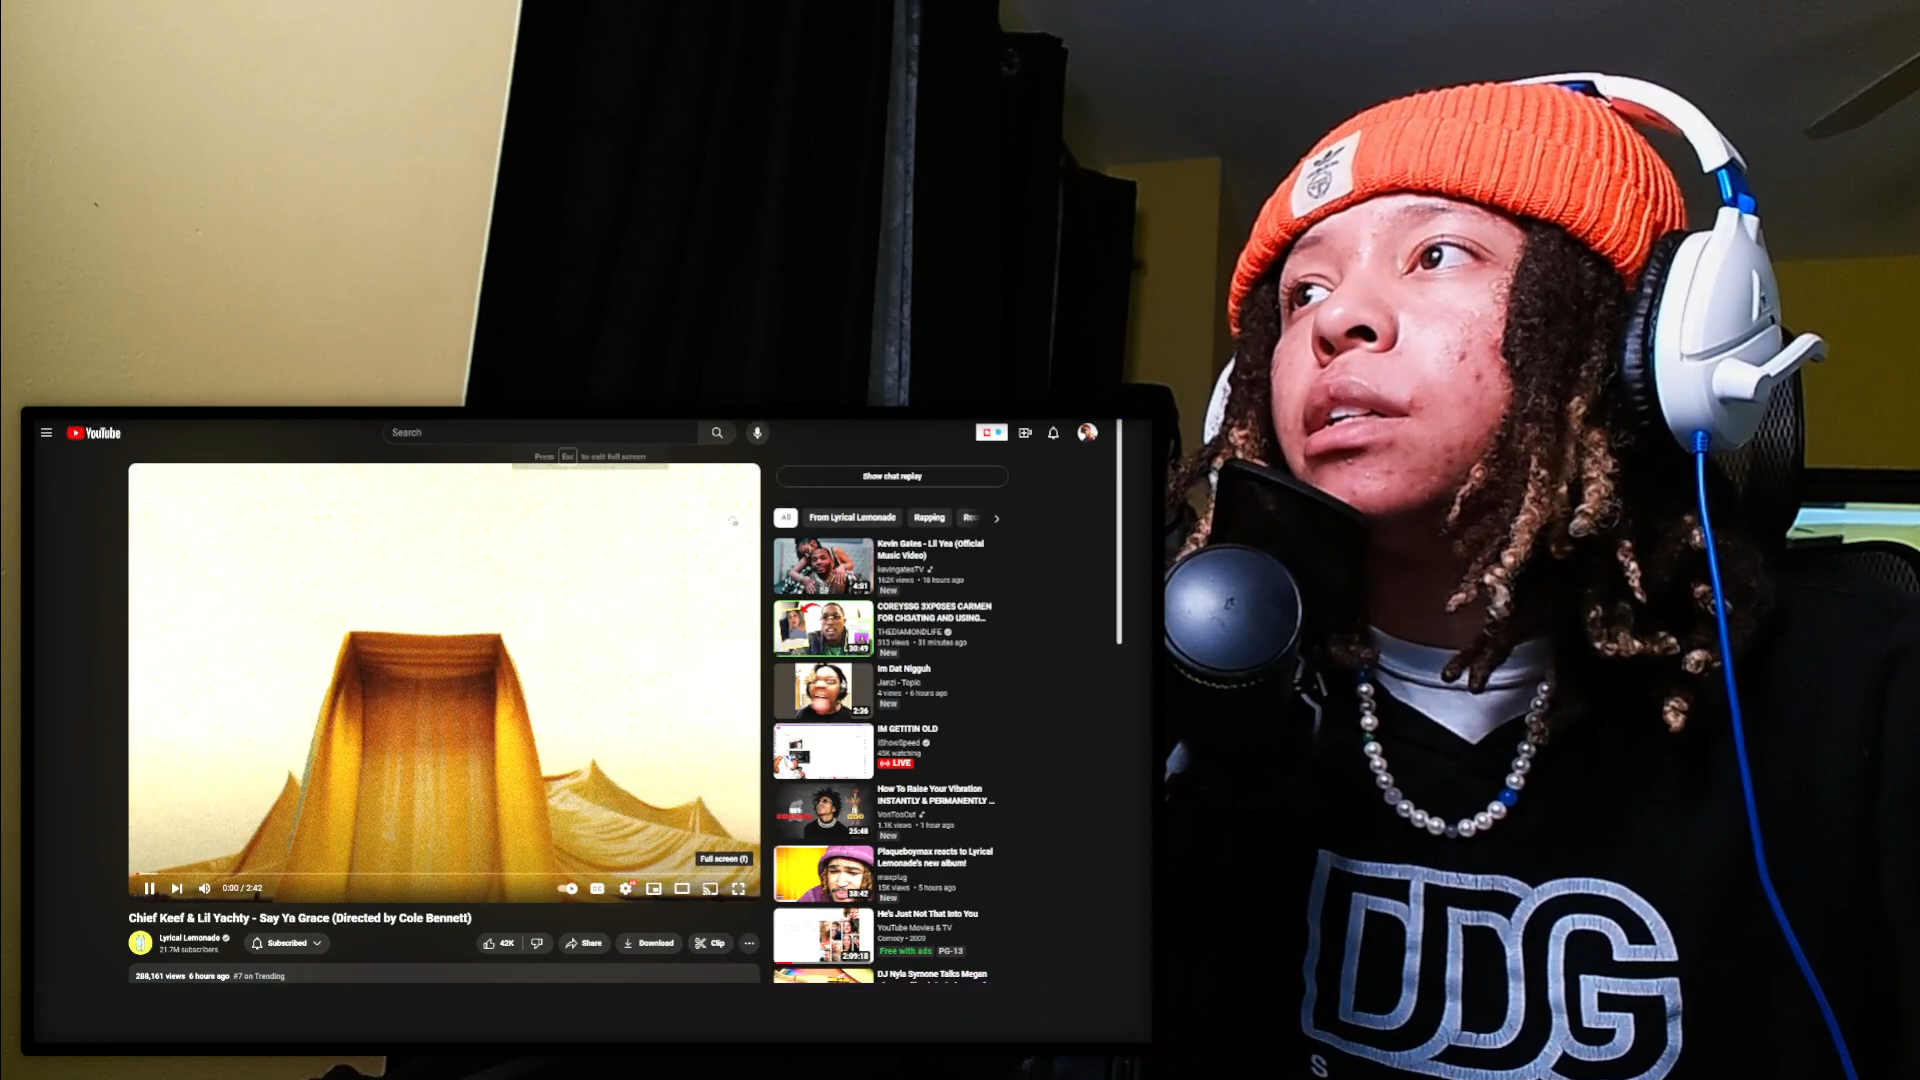 YouTube
Search
Press Esc to exit full screen
Show chat replay
All
From Lyrical Lemonade
Rapping
Kevin Gates - Lil Yea (Official
Music Video)
kevingatesTV
162K views • 18 hours ago
New
4:01
COREYSSG 3XP0SES CARMEN
FOR CH3ATING AND USING...
THEDIAMONDLIFE
313 views • 31 minutes ago
New
30:49
Im Dat Nigguh
Janzi - Topic
4 views • 6 hours ago
New
2:36
IM GETITIN OLD
IShowSpeed
45K watching
LIVE
How To Raise Your Vibration
INSTANTLY & PERMANENTLY ...
VonTooCut
1.1K views • 1 hour ago
New
25:48
Plaqueboymax reacts to Lyrical
Lemonade's new album!
maxplug
15K views • 5 hours ago
New
38:42
He's Just Not That Into You
YouTube Movies & TV
Comedy • 2009
Free with ads PG-13
2:09:18
DJ Nyla Symone Talks Megan
Full screen (f)
0:00 / 2:42
CC
Chief Keef & Lil Yachty - Say Ya Grace (Directed by Cole Bennett)
Lyrical Lemonade
21.7M subscribers
Subscribed
42K
Share
Download
Clip
288,161 views 6 hours ago #7 on Trending
DDG
S